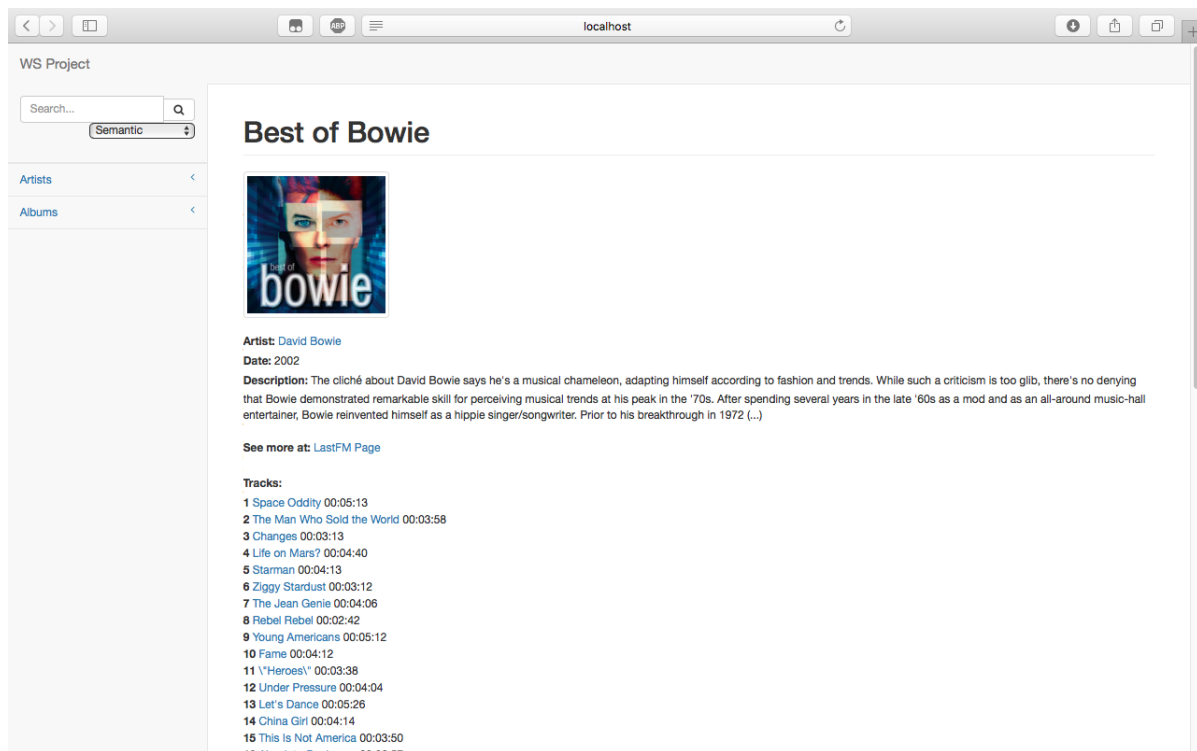 ABP
localhost
WS Project
Search...
Semantic
Artists
Albums
Best of Bowie
best of
bowie
Artist: David Bowie
Date: 2002
Description: The cliché about David Bowie says he's a musical chameleon, adapting himself according to fashion and trends. While such a criticism is too glib, there's no denying
that Bowie demonstrated remarkable skill for perceiving musical trends at his peak in the '70s. After spending several years in the late '60s as a mod and as an all-around music-hall
entertainer, Bowie reinvented himself as a hippie singer/songwriter. Prior to his breakthrough in 1972 (...)
See more at: LastFM Page
Tracks:
1 Space Oddity 00:05:13
2 The Man Who Sold the World 00:03:58
3 Changes 00:03:13
4 Life on Mars? 00:04:40
5 Starman 00:04:13
6 Ziggy Stardust 00:03:12
7 The Jean Genie 00:04:06
8 Rebel Rebel 00:02:42
9 Young Americans 00:05:12
10 Fame 00:04:12
11 \"Heroes\" 00:03:38
12 Under Pressure 00:04:04
13 Let's Dance 00:05:26
14 China Girl 00:04:14
15 This Is Not America 00:03:50